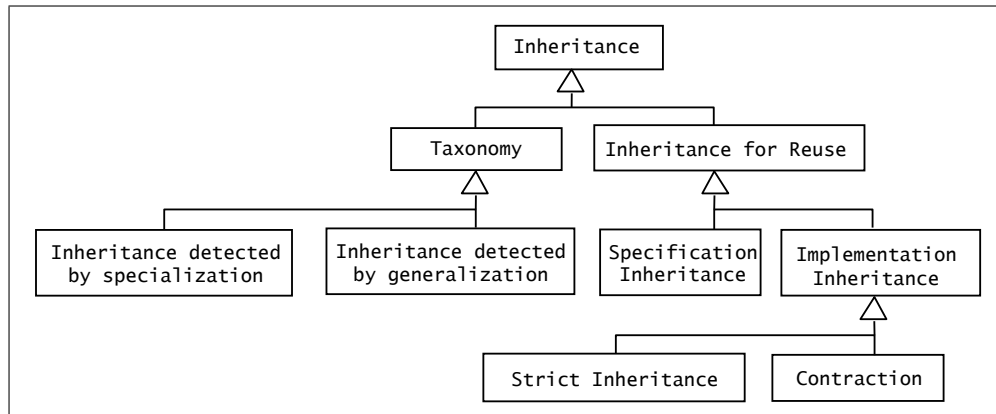 Inheritance
Taxonomy
Inheritance for Reuse
Inheritance detected
by specialization
Inheritance detected
by generalization
Specification
Inheritance
Implementation
Inheritance
Strict Inheritance
Contraction